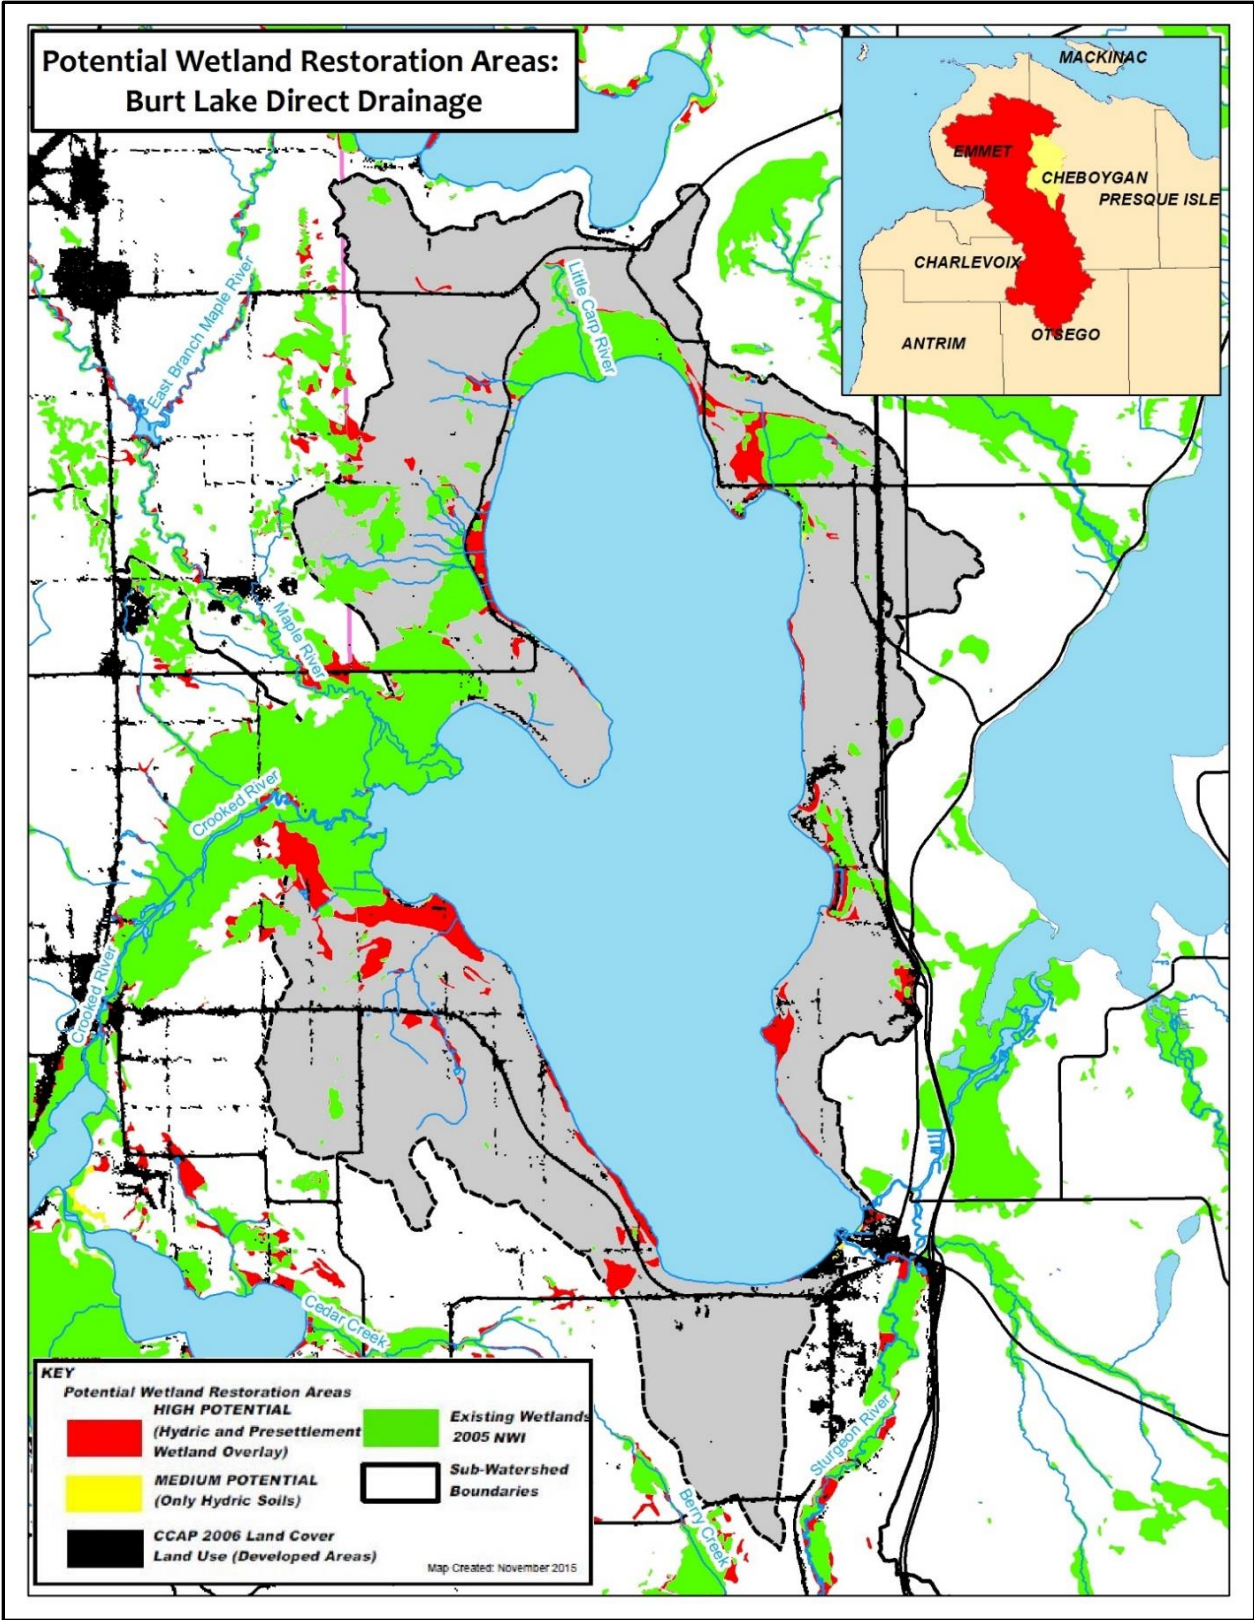 Potential Wetland Restoration Areas:
Burt Lake Direct Drainage
MACKINAC
EMMET
CHEBOYGAN
PRESQUE ISLE
CHARLEVOIX
OTSEGO
ANTRIM
Little Carp River
East Branch Maple River
Maple River
Crooked River
Crooked River
Cedar Creek
Sturgeon River
Berry Creek
KEY
Potential Wetland Restoration Areas
HIGH POTENTIAL
(Hydric and Presettlement
Wetland Overlay)
MEDIUM POTENTIAL
(Only Hydric Soils)
CCAP 2006 Land Cover
Land Use (Developed Areas)
Existing Wetlands
2005 NWI
Sub-Watershed
Boundaries
Map Created: November 2015